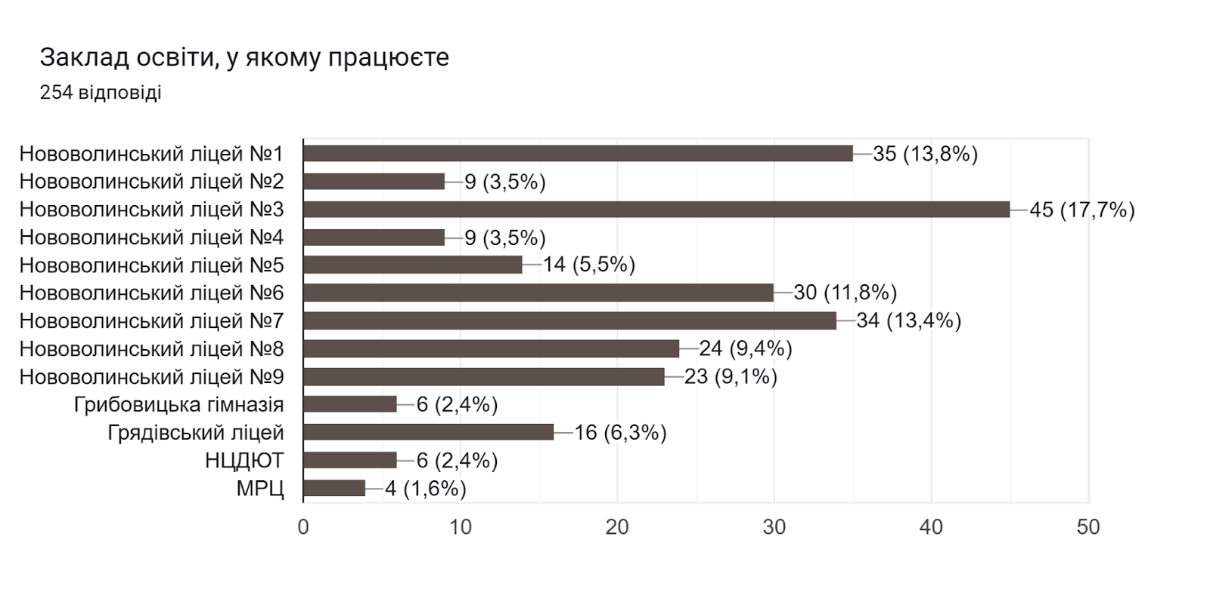 Заклад освіти, у якому працюєте
254 відповіді
Нововолинський ліцей №1 35 (13,8%)
Нововолинський ліцей №2 9 (3,5%)
Нововолинський ліцей №3 45 (17,7%)
Нововолинський ліцей №4 9 (3,5%)
Нововолинський ліцей №5 14 (5,5%)
Нововолинський ліцей №6 30 (11,8%)
Нововолинський ліцей №7 34 (13,4%)
Нововолинський ліцей №8 24 (9,4%)
Нововолинський ліцей №9 23 (9,1%)
Грибовицька гімназія 6 (2,4%)
Грядівський ліцей 16 (6,3%)
НЦДЮТ 6 (2,4%)
МРЦ 4 (1,6%)
0 10 20 30 40 50